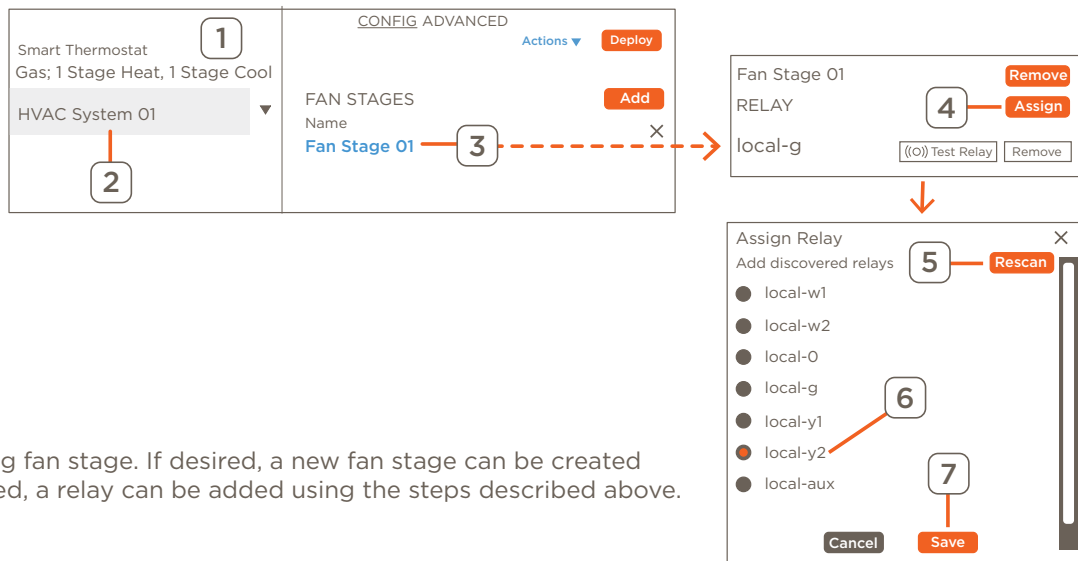 1
Smart Thermostat
Gas; 1 Stage Heat, 1 Stage Cool
HVAC System 01
2
CONFIG ADVANCED
Actions Deploy
FAN STAGES Add
Name
Fan Stage 01
3
Fan Stage 01 Remove
RELAY 4 Assign
local-g ((O)) Test Relay Remove
Assign Relay
Add discovered relays 5 Rescan
local-w1
local-w2
local-0
local-g
6
local-y1
local-y2
local-aux
7
Cancel Save
g fan stage. If desired, a new fan stage can be created
ed, a relay can be added using the steps described above.